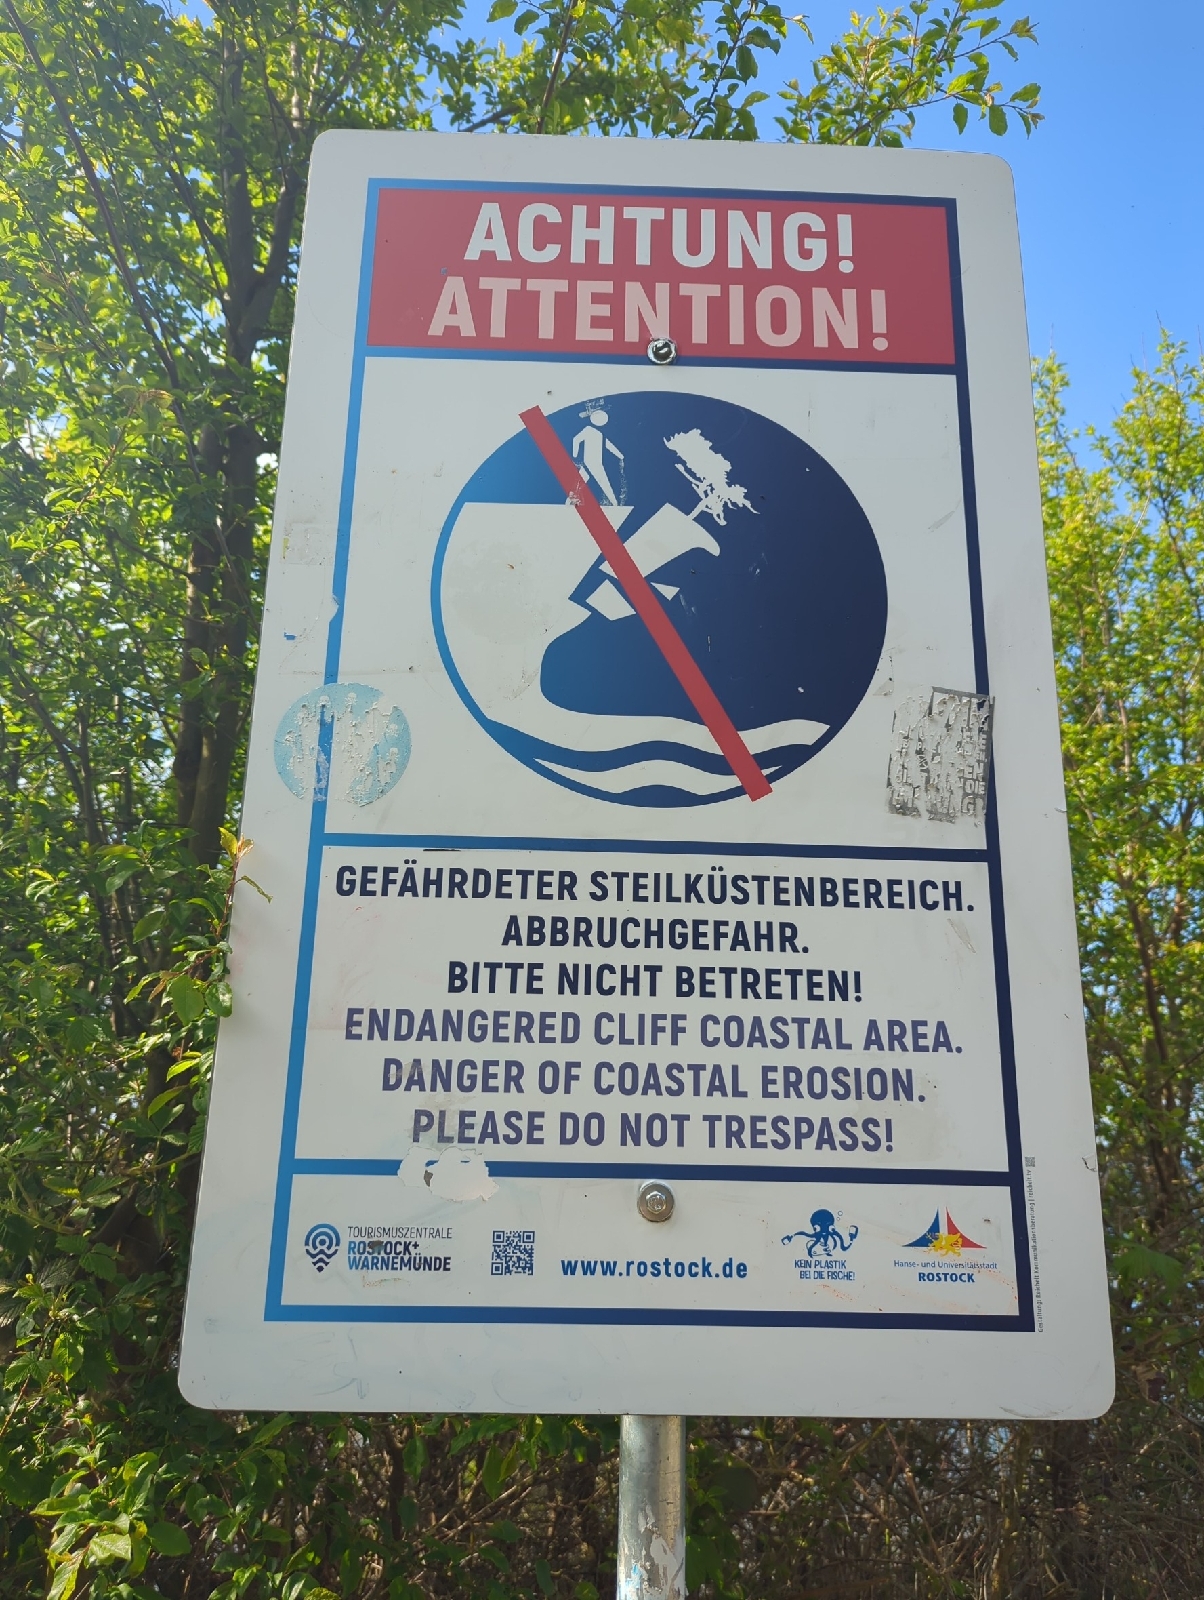 ACHTUNG!
ATTENTION!
GEFÄHRDETER STEILKÜSTENBEREICH.
ABBRUCHGEFAHR.
BITTE NICHT BETRETEN!
ENDANGERED CLIFF COASTAL AREA.
DANGER OF COASTAL EROSION.
PLEASE DO NOT TRESPASS!
TOURISMUSZENTRALE
ROSTOCK+
WARNEMÜNDE
www.rostock.de
KEIN PLASTIK
BEI DIE FISCHE!
Hanse- und Universitätsstadt
ROSTOCK